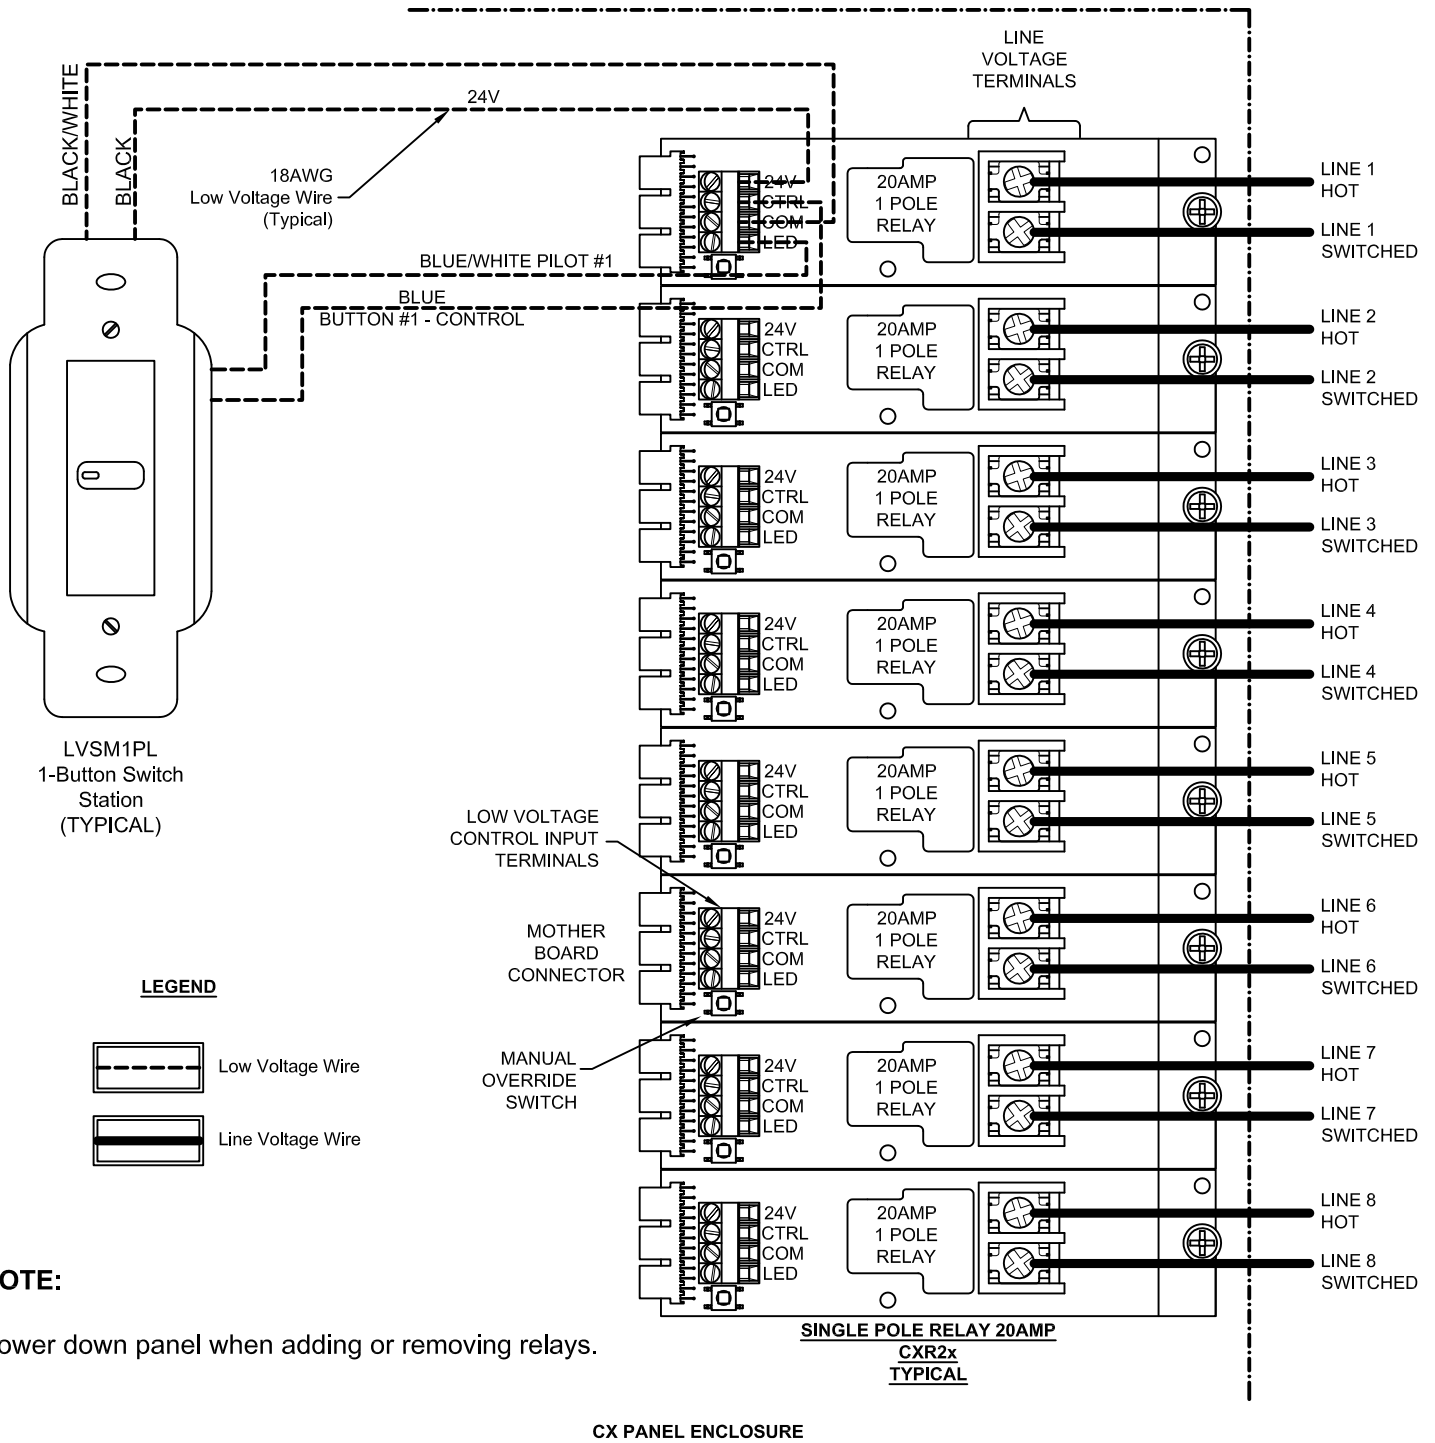 LINE
VOLTAGE
TERMINALS
BLACK/WHITE
BLACK
24V
18AWG
Low Voltage Wire
(Typical)
BLUE/WHITE PILOT #1
BLUE
BUTTON #1 - CONTROL
24V
CTRL
COM
LED
20AMP
1 POLE
RELAY
LINE 1
HOT
LINE 1
SWITCHED
24V
CTRL
COM
LED
20AMP
1 POLE
RELAY
LINE 2
HOT
LINE 2
SWITCHED
24V
CTRL
COM
LED
20AMP
1 POLE
RELAY
LINE 3
HOT
LINE 3
SWITCHED
24V
CTRL
COM
LED
20AMP
1 POLE
RELAY
LINE 4
HOT
LINE 4
SWITCHED
LVSM1PL
1-Button Switch
Station
(TYPICAL)
24V
CTRL
COM
LED
20AMP
1 POLE
RELAY
LINE 5
HOT
LINE 5
SWITCHED
LOW VOLTAGE
CONTROL INPUT
TERMINALS
MOTHER
BOARD
CONNECTOR
24V
CTRL
COM
LED
20AMP
1 POLE
RELAY
LINE 6
HOT
LINE 6
SWITCHED
LEGEND
Low Voltage Wire
Line Voltage Wire
MANUAL
OVERRIDE
SWITCH
24V
CTRL
COM
LED
20AMP
1 POLE
RELAY
LINE 7
HOT
LINE 7
SWITCHED
24V
CTRL
COM
LED
20AMP
1 POLE
RELAY
LINE 8
HOT
LINE 8
SWITCHED
OTE:
ower down panel when adding or removing relays.
SINGLE POLE RELAY 20AMP
CXR2x
TYPICAL
CX PANEL ENCLOSURE